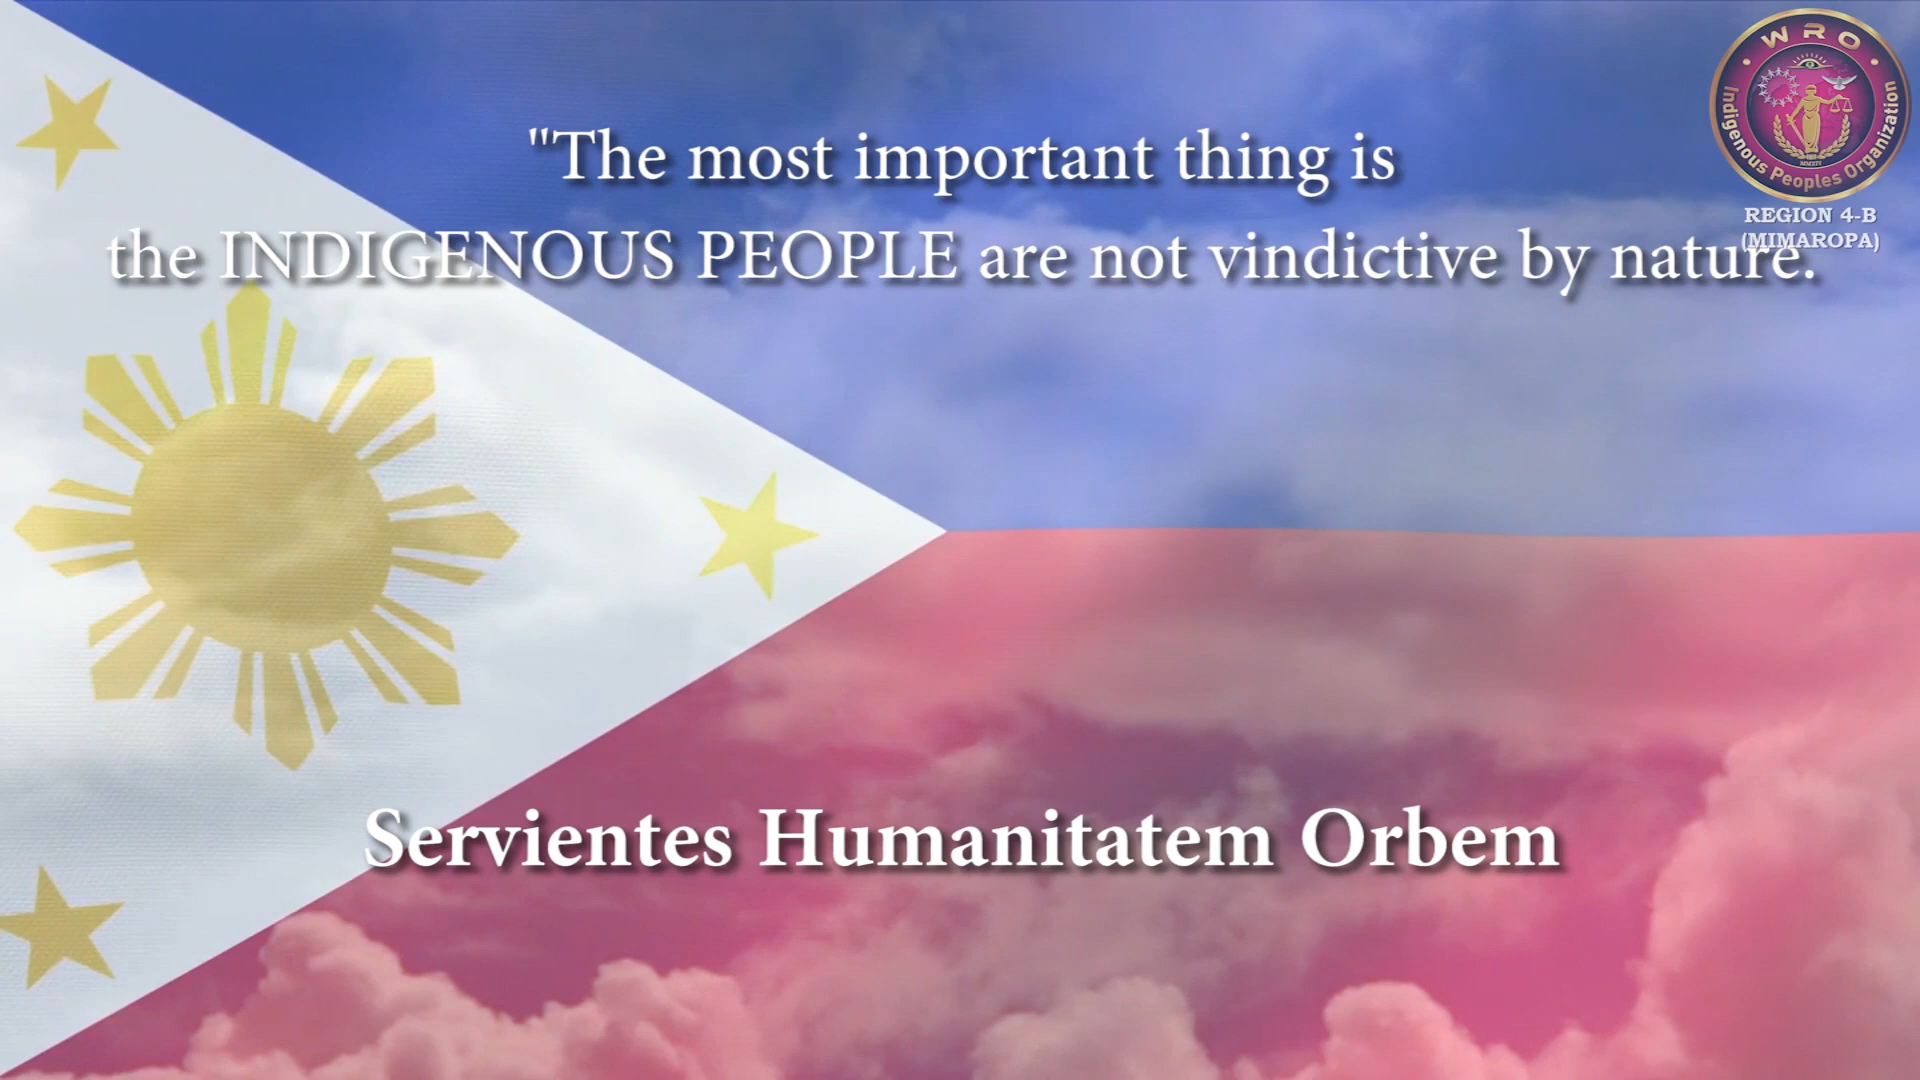 WRO
Indigenous Peoples Organization
MMXIV
REGION 4-B
(MIMAROPA)
"The most important thing is
the INDIGENOUS PEOPLE are not vindictive by nature.
Servientes Humanitatem Orbem